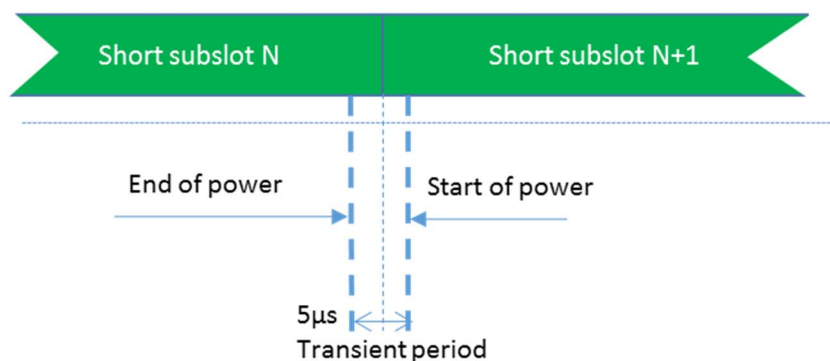 Short subslot N
Short subslot N+1
End of power
Start of power
5µs
Transient period